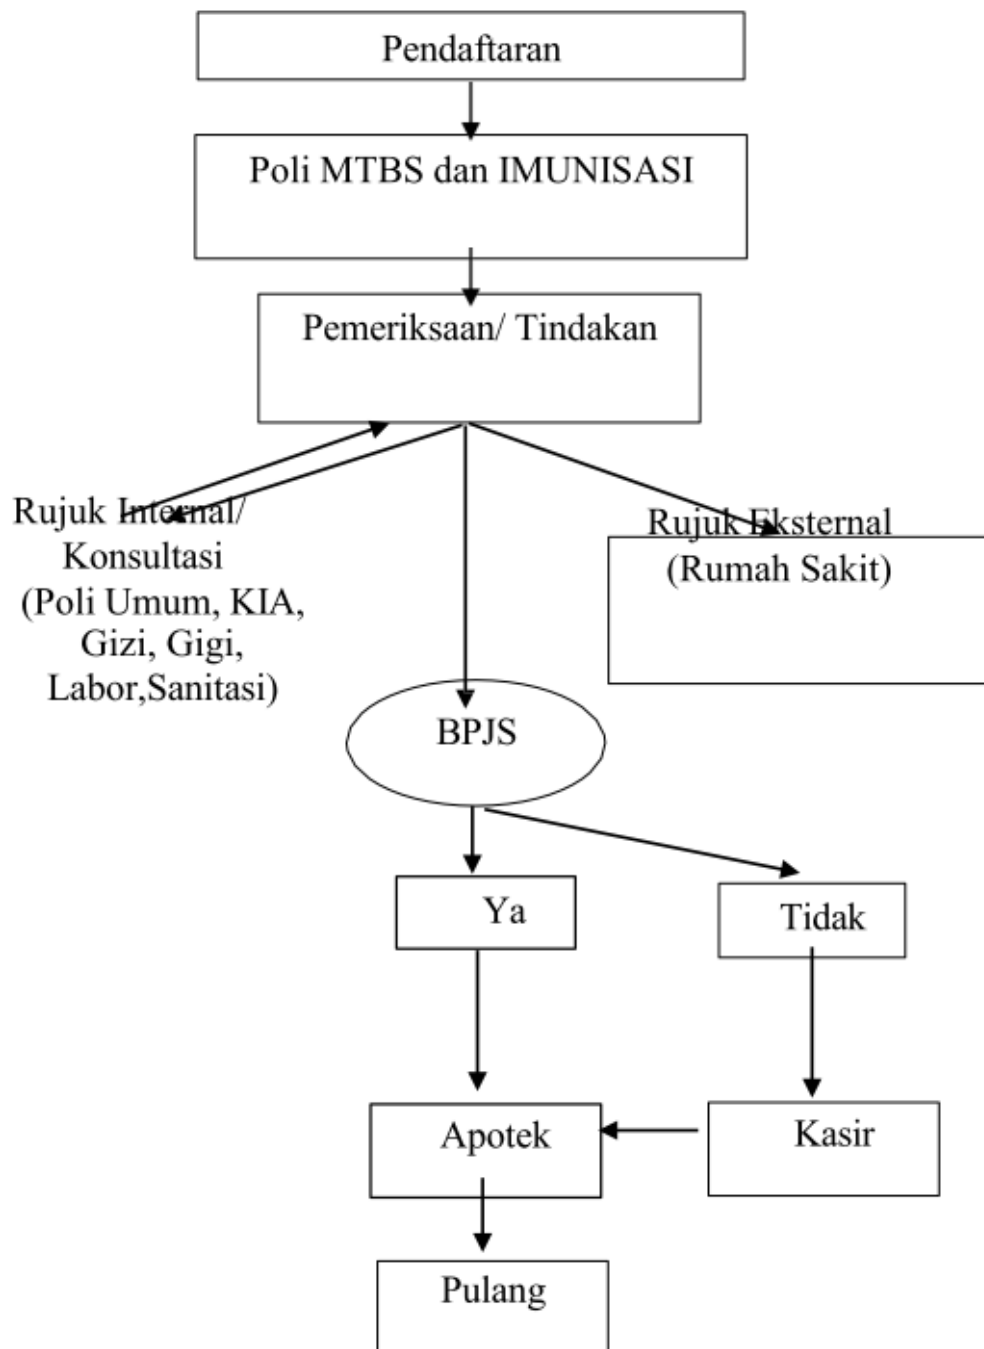 Pendaftaran
Poli MTBS dan IMUNISASI
Pemeriksaan/ Tindakan
Rujuk Internal/
Konsultasi
(Poli Umum, KIA,
Gizi, Gigi,
Labor,Sanitasi)
Rujuk Eksternal
(Rumah Sakit)
BPJS
Ya
Tidak
Apotek
Kasir
Pulang